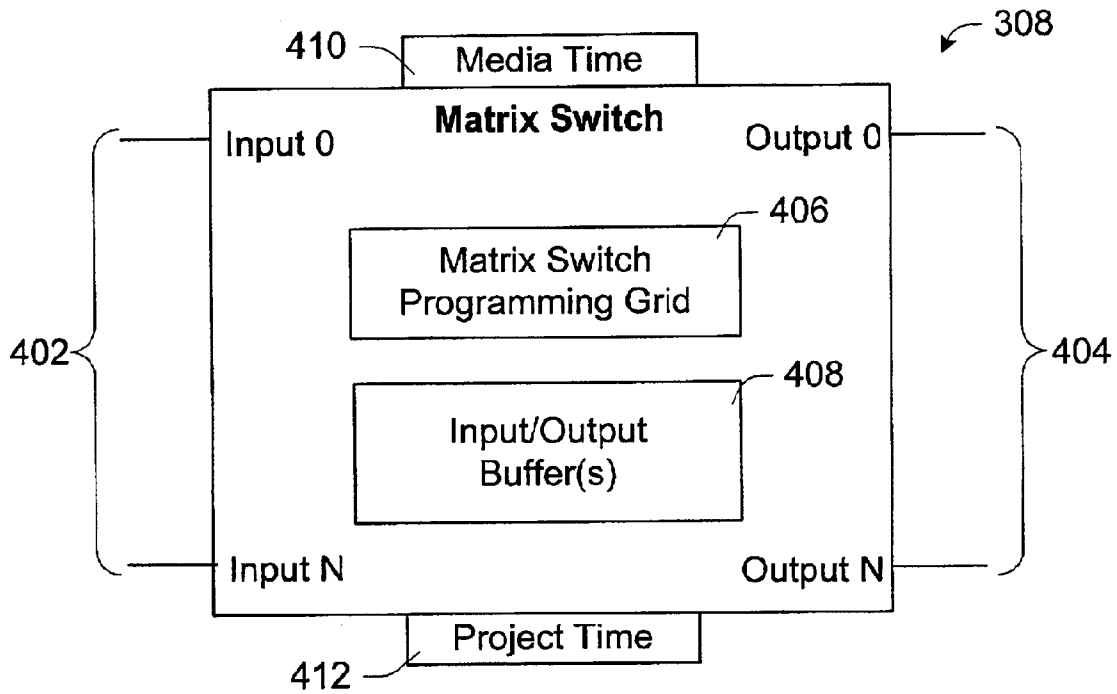 308
410
Media Time
Matrix Switch
Input 0
Output 0
406
Matrix Switch
Programming Grid
402
404
408
Input/Output
Buffer(s)
Input N
Output N
Project Time
412